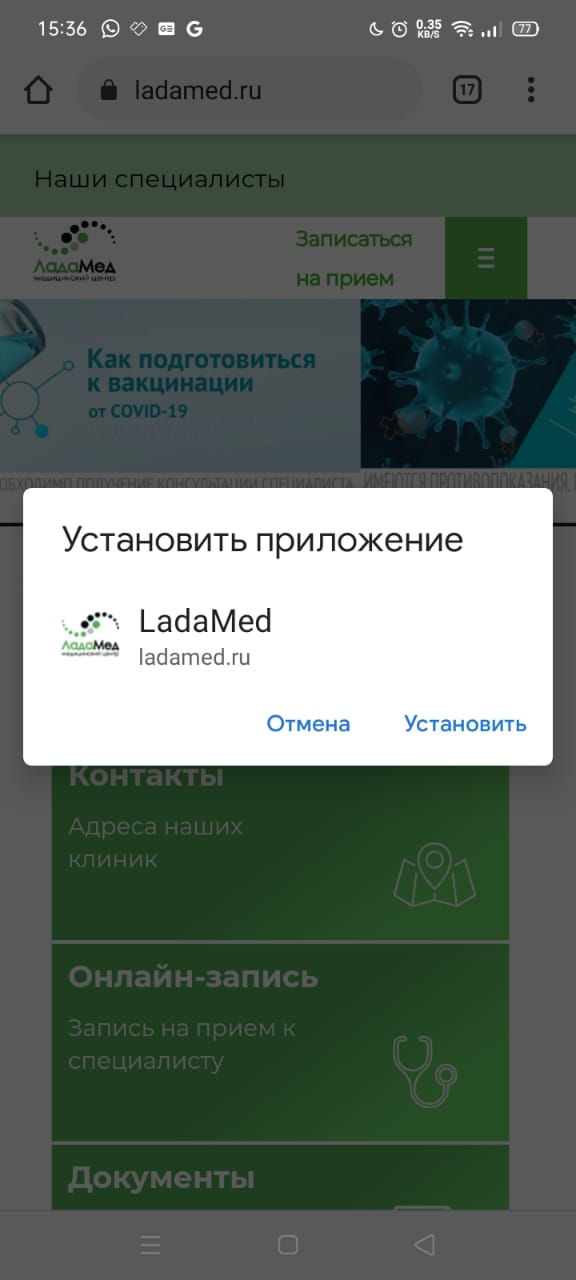 15:36
0.35
KB/S
77
ladamed.ru
17
Наши специалисты
ЛадаМед
медицинский центр
Записаться
на прием
Как подготовиться
к вакцинации
от COVID-19
ОБХОДИМО ПОЛУЧЕНИЕ КОНСУЛЬТАЦИИ СПЕЦИАЛИСТА
ИМЕЮТСЯ ПРОТИВОПОКАЗАНИЯ.
Установить приложение
ЛадаМед
медицинский центр
LadaMed
ladamed.ru
Отмена
Установить
Контакты
Адреса наших
клиник
Онлайн-запись
Запись на прием к
специалисту
Документы